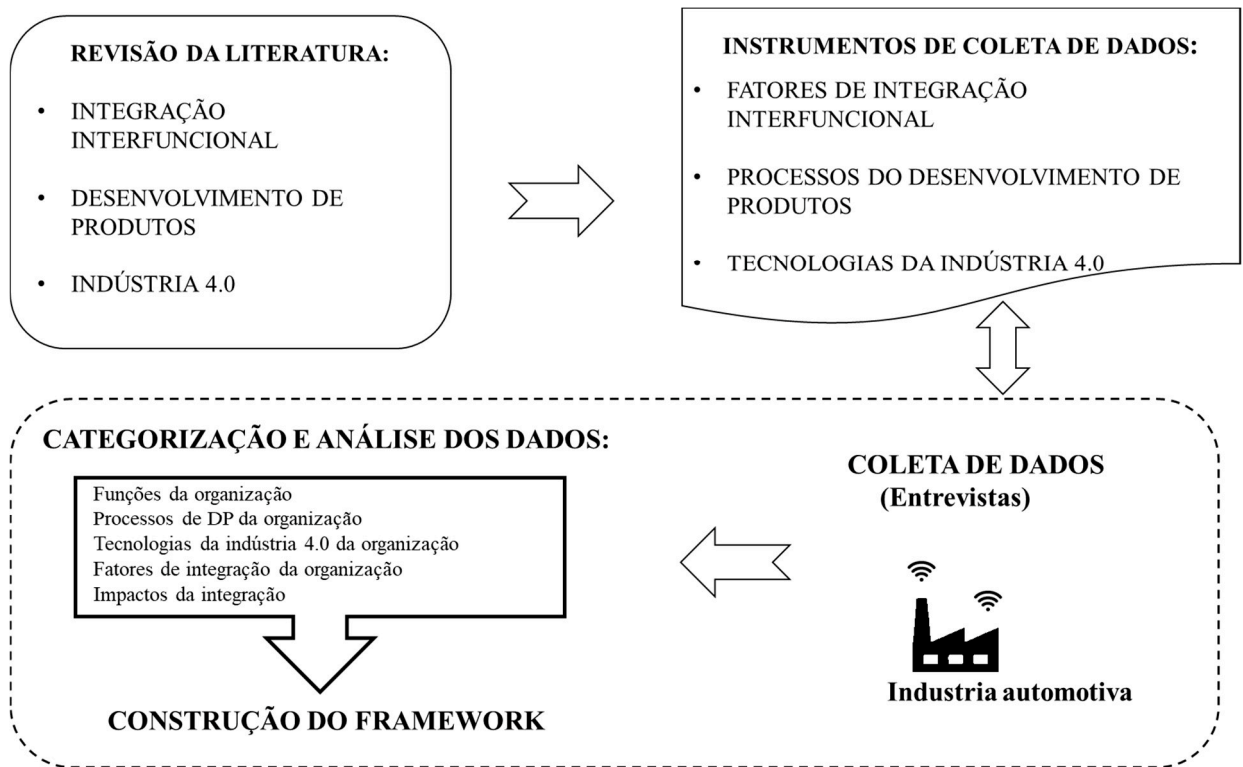 REVISÃO DA LITERATURA:
• INTEGRAÇÃO
INTERFUNCIONAL
• DESENVOLVIMENTO DE
PRODUTOS
• INDÚSTRIA 4.0
INSTRUMENTOS DE COLETA DE DADOS:
• FATORES DE INTEGRAÇÃO
INTERFUNCIONAL
• PROCESSOS DO DESENVOLVIMENTO DE
PRODUTOS
• TECNOLOGIAS DA INDÚSTRIA 4.0
CATEGORIZAÇÃO E ANÁLISE DOS DADOS:
Funções da organização
Processos de DP da organização
Tecnologias da indústria 4.0 da organização
Fatores de integração da organização
Impactos da integração
CONSTRUÇÃO DO FRAMEWORK
COLETA DE DADOS
(Entrevistas)
Industria automotiva